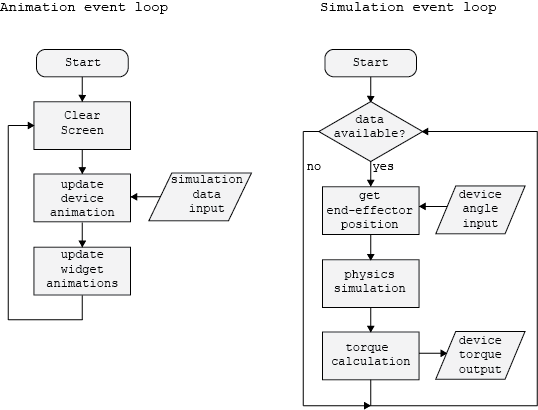 Animation event loop
Start
Clear
Screen
update
device
animation
simulation
data
input
update
widget
animations
Simulation event loop
Start
data
available?
no
yes
get
end-effector
position
device
angle
input
physics
simulation
torque
calculation
device
torque
output